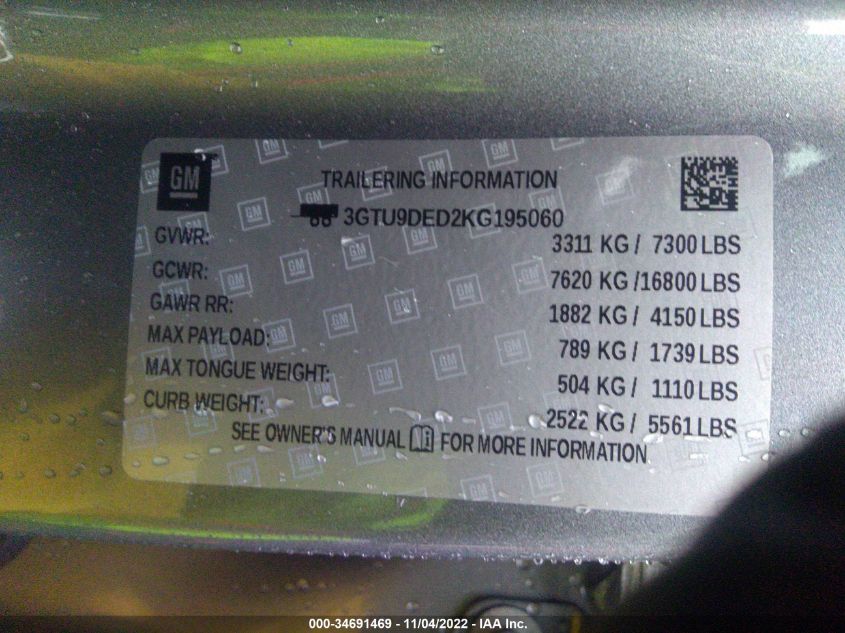 GM
TRAILERING INFORMATION
3GTU9DED2KG195060
GVWR: 3311 KG / 7300 LBS
GCWR: 7620 KG /16800 LBS
GAWR RR: 1882 KG / 4150 LBS
MAX PAYLOAD: 789 KG / 1739 LBS
MAX TONGUE WEIGHT: 504 KG / 1110 LBS
CURB WEIGHT: 2522 KG / 5561 LBS
SEE OWNER'S MANUAL FOR MORE INFORMATION
000-34691469 - 11/04/2022 - IAA Inc.